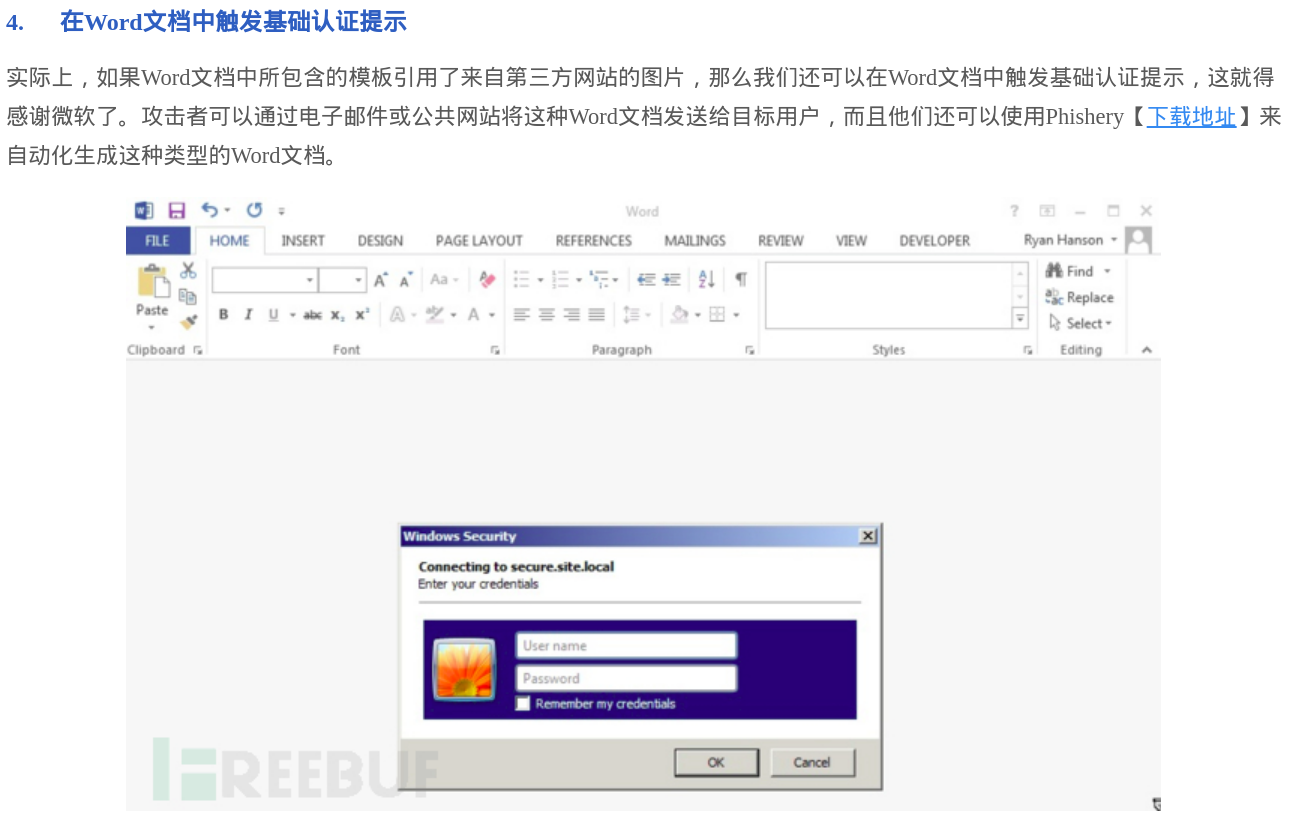 4. 在Word文档中触发基础认证提示
实际上，如果Word文档中所包含的模板引用了来自第三方网站的图片，那么我们还可以在Word文档中触发基础认证提示，这就得
感谢微软了。攻击者可以通过电子邮件或公共网站将这种Word文档发送给目标用户，而且他们还可以使用Phishery【下载地址】来
自动化生成这种类型的Word文档。
Word
FILE HOME INSERT DESIGN PAGE LAYOUT REFERENCES MAILINGS REVIEW VIEW DEVELOPER Ryan Hanson
Find
Paste
Replace
Select
Clipboard Font Paragraph Styles Editing
Windows Security
Connecting to secure.site.local
Enter your credentials
User name
Password
Remember my credentials
OK Cancel
FREEBUF